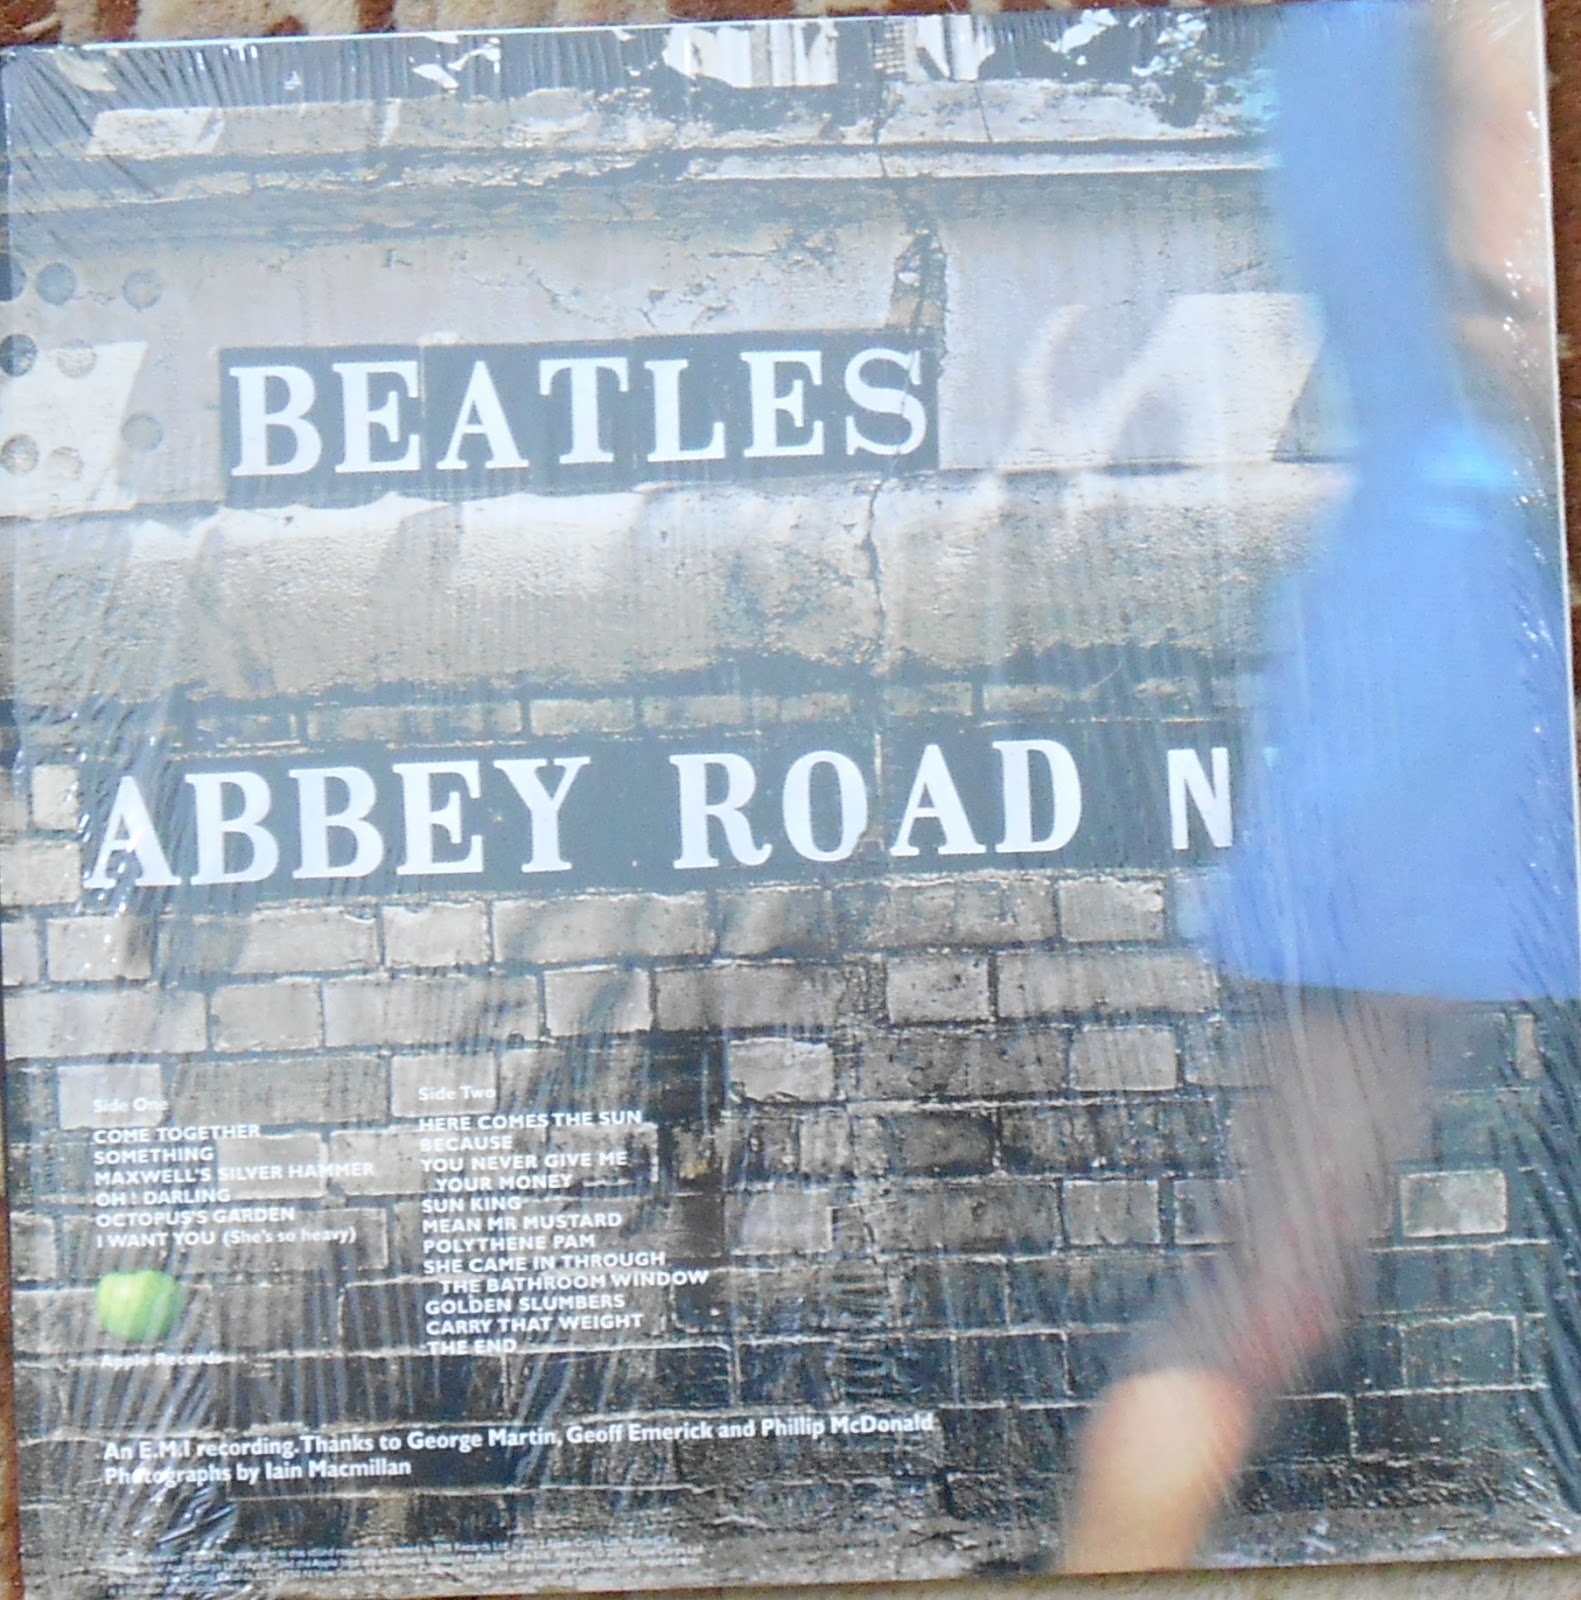 BEATLES
ABBEY ROAD N
Side One
COME TOGETHER
SOMETHING
MAXWELL'S SILVER HAMMER
OH! DARLING
OCTOPUS'S GARDEN
I WANT YOU (She's so heavy)
Side Two
HERE COMES THE SUN
BECAUSE
YOU NEVER GIVE ME
YOUR MONEY
SUN KING
MEAN MR MUSTARD
POLYTHENE PAM
SHE CAME IN THROUGH
THE BATHROOM WINDOW
GOLDEN SLUMBERS
CARRY THAT WEIGHT
THE END
Apple Records
An E.M.I recording. Thanks to George Martin, Geoff Emerick and Phillip McDonald
Photographs by Iain Macmillan